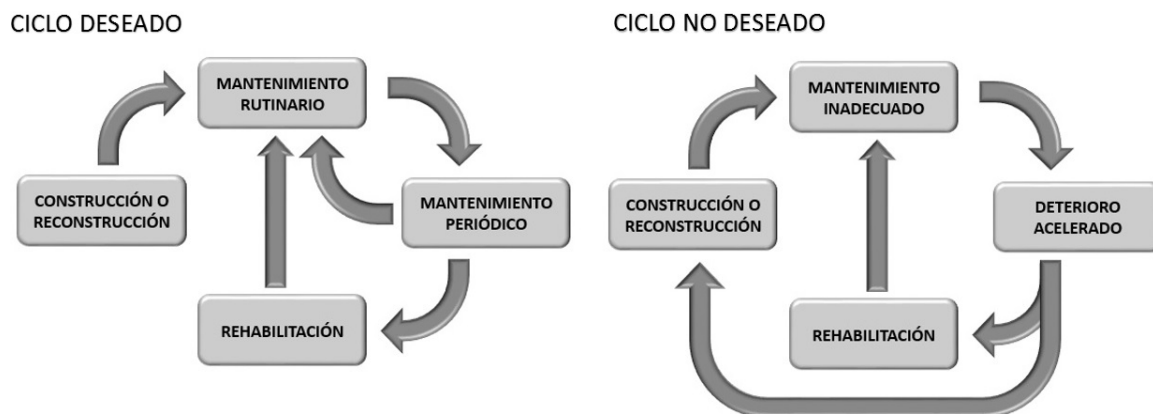 CICLO DESEADO
MANTENIMIENTO
RUTINARIO
CONSTRUCCIÓN O
RECONSTRUCCIÓN
MANTENIMIENTO
PERIÓDICO
REHABILITACIÓN
CICLO NO DESEADO
MANTENIMIENTO
INADECUADO
CONSTRUCCIÓN O
RECONSTRUCCIÓN
DETERIORO
ACELERADO
REHABILITACIÓN